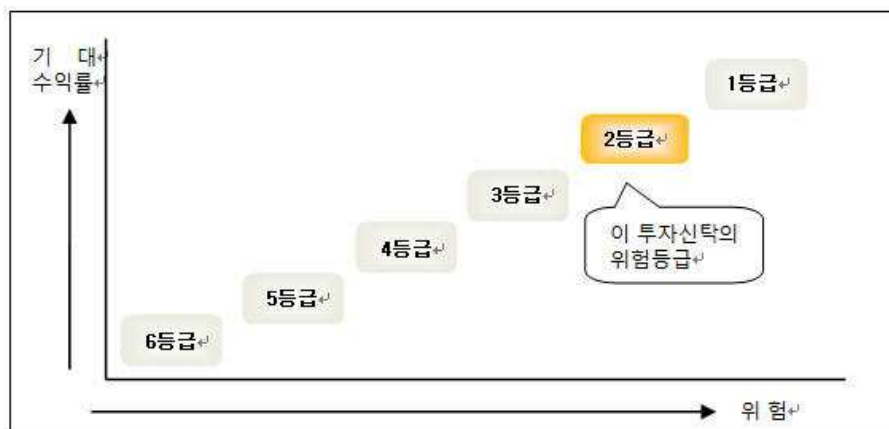 기 대
수익률
1등급
2등급
3등급
이 투자신탁의
위험등급
4등급
5등급
6등급
위 험